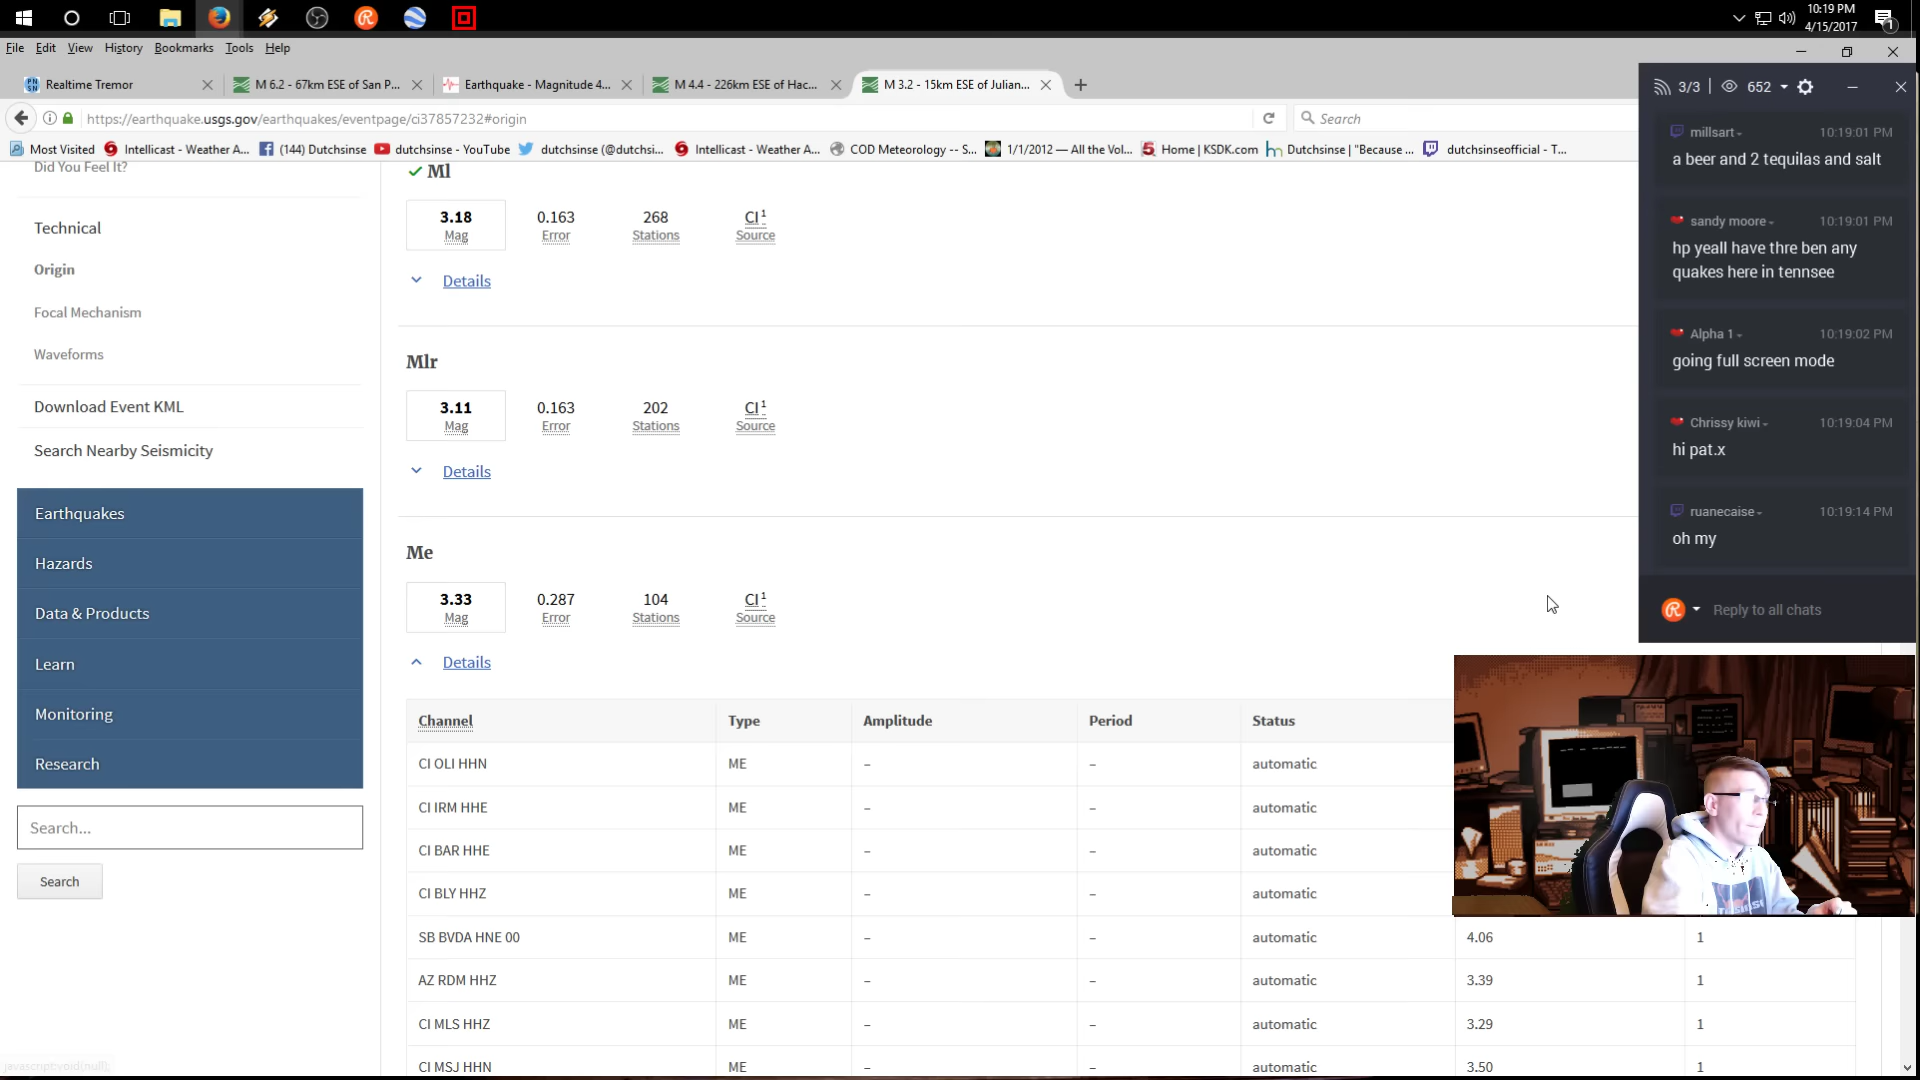 10:19 PM
4/15/2017
1
File Edit View History Bookmarks Tools Help
Realtime Tremor
M 6.2 - 67km ESE of San P...
Earthquake - Magnitude 4...
M 4.4 - 226km ESE of Hac...
M 3.2 - 15km ESE of Julian...
https://earthquake.usgs.gov/earthquakes/eventpage/ci37857232#origin
Search
Most Visited Intellicast - Weather A... (144) Dutchsinse dutchsinse - YouTube dutchsinse (@dutchsi... Intellicast - Weather A... COD Meteorology -- S... 1/1/2012 — All the Vol... Home | KSDK.com Dutchsinse | "Because ... dutchsinseofficial - T...
Did You Feel It?
Technical
Origin
Focal Mechanism
Waveforms
Download Event KML
Search Nearby Seismicity
Earthquakes
Hazards
Data & Products
Learn
Monitoring
Research
Search...
Search
javascript:void(null);
Ml
3.18 0.163 268 CI 1
Mag Error Stations Source
Details
Mlr
3.11 0.163 202 CI 1
Mag Error Stations Source
Details
Me
3.33 0.287 104 CI 1
Mag Error Stations Source
Details
Channel Type Amplitude Period Status
CI OLI HHN ME – – automatic
CI IRM HHE ME – – automatic
CI BAR HHE ME – – automatic
CI BLY HHZ ME – – automatic
SB BVDA HNE 00 ME – – automatic 4.06 1
AZ RDM HHZ ME – – automatic 3.39 1
CI MLS HHZ ME – – automatic 3.29 1
CI MSJ HHN ME – – automatic 3.50 1
3/3 652
millsart 10:19:01 PM
a beer and 2 tequilas and salt
sandy moore 10:19:01 PM
hp yeall have thre ben any
quakes here in tennsee
Alpha 1 10:19:02 PM
going full screen mode
Chrissy kiwi 10:19:04 PM
hi pat.x
ruanecaise 10:19:14 PM
oh my
Reply to all chats